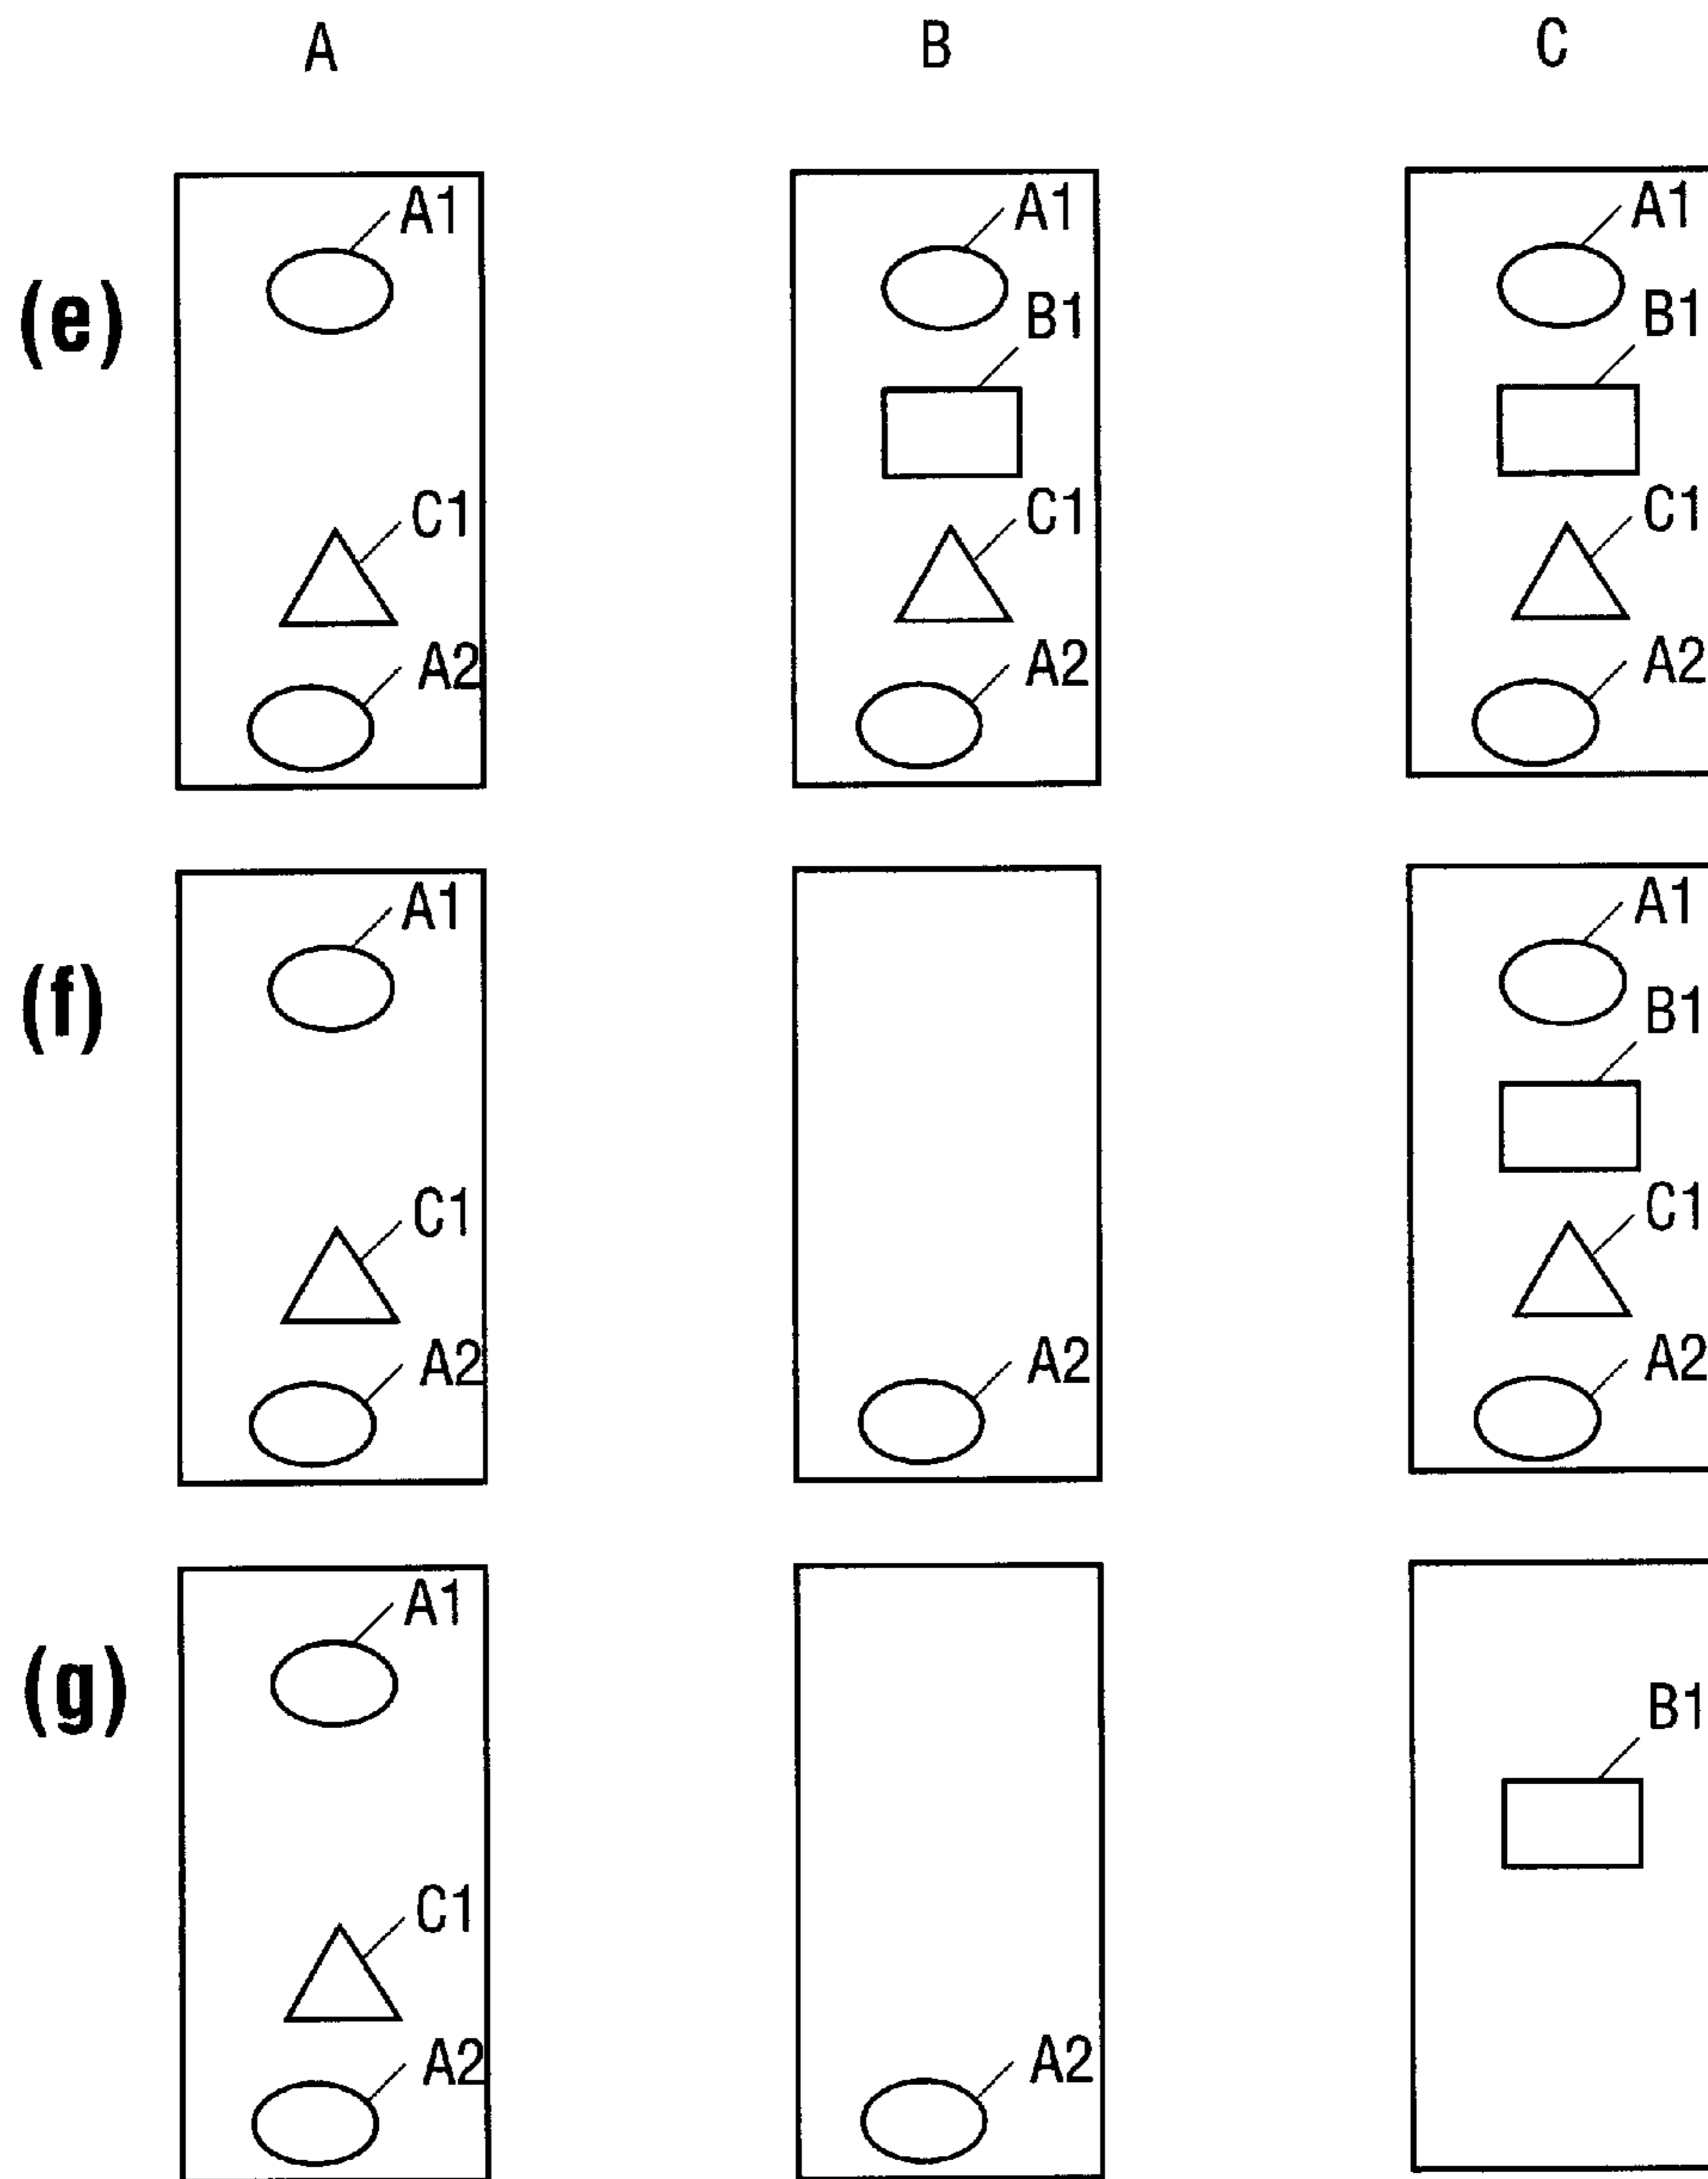 A B C
A1 A1 A1
(e) B1 B1
C1 C1 C1
A2 A2 A2
A1 A1
(f) B1
C1 C1
A2 A2 A2
A1
(g) B1
C1
A2 A2